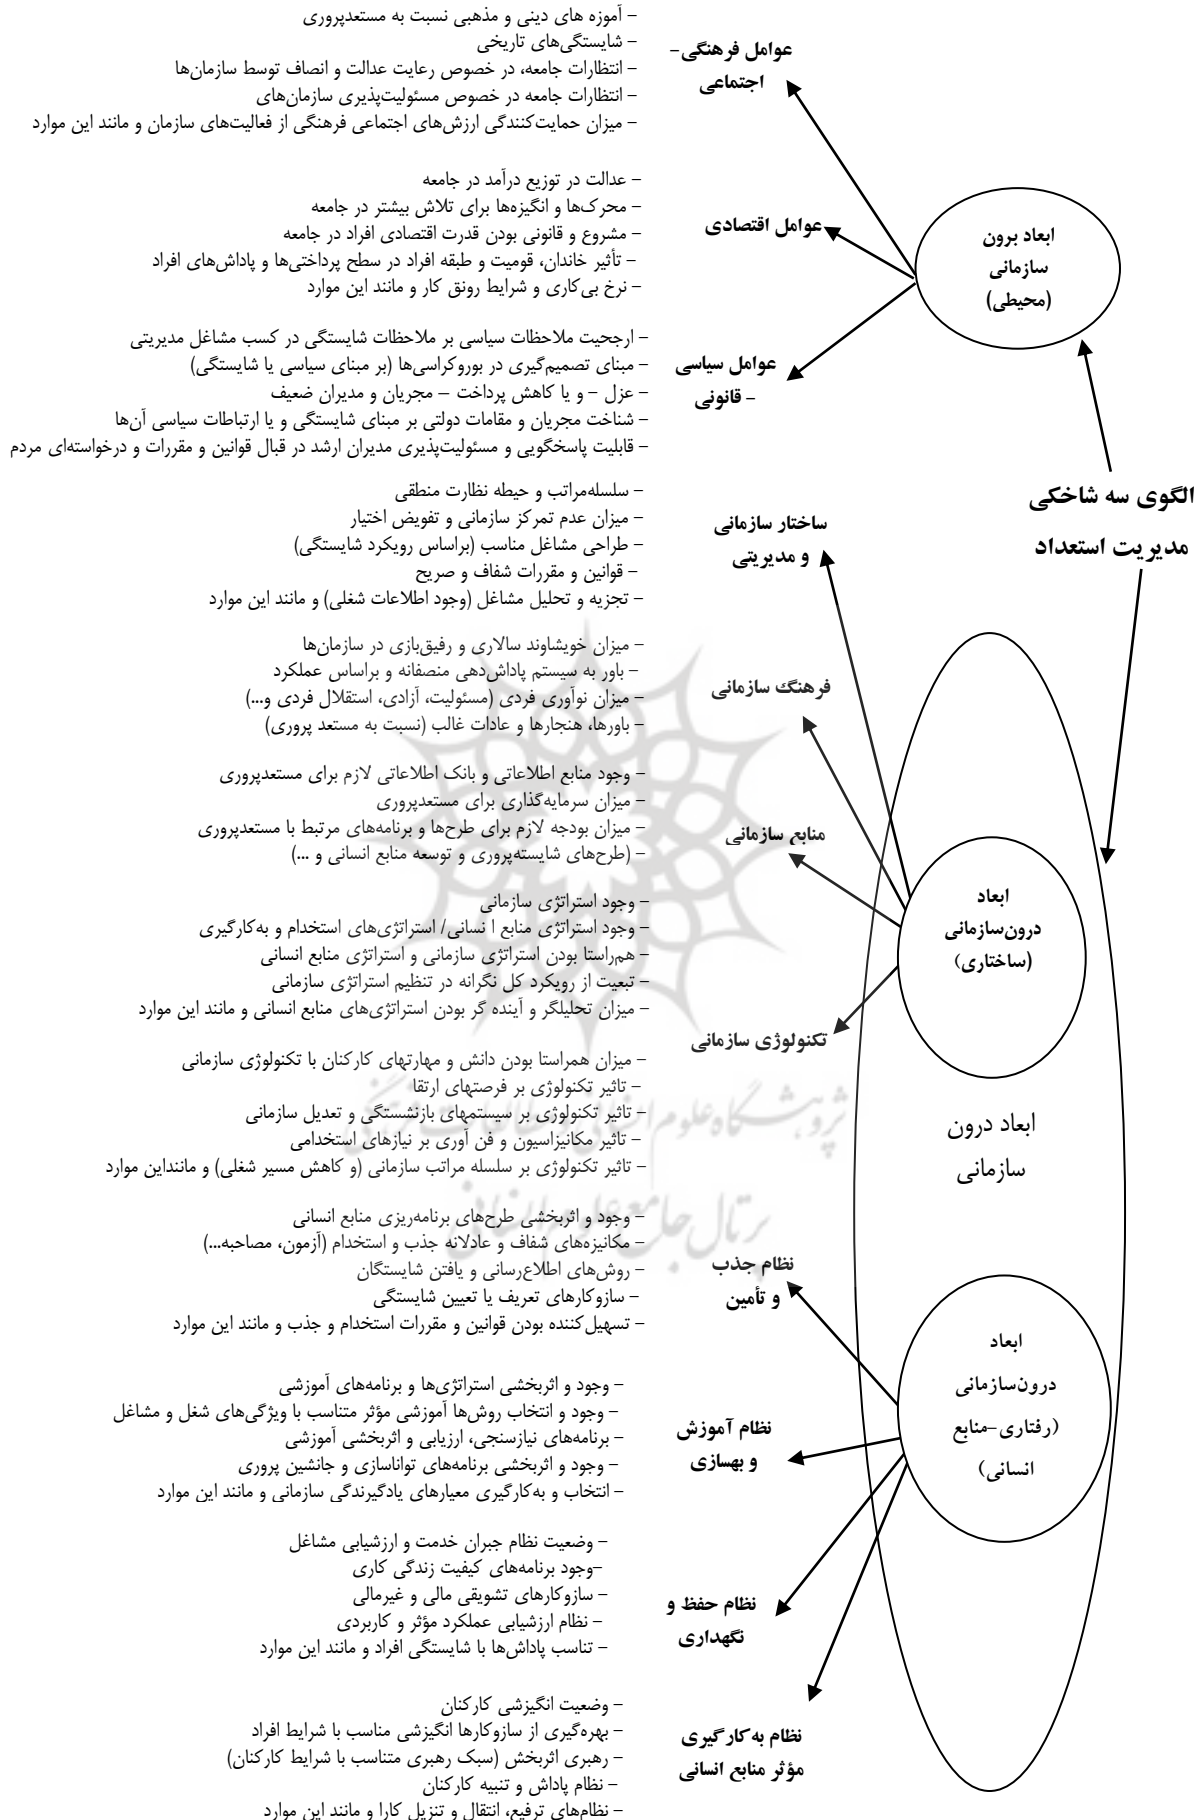 الگوی سه شاخکی
مدیریت استعداد
ابعاد برون
سازمانی
(محیطی)
عوامل فرهنگی-
اجتماعی
- آموزه های دینی و مذهبی نسبت به مستعدپروری
- شایستگی‌های تاریخی
- انتظارات جامعه، در خصوص رعایت عدالت و انصاف توسط سازمان‌ها
- انتظارات جامعه در خصوص مسئولیت‌پذیری سازمان‌های
- میزان حمایت‌کنندگی ارزش‌های اجتماعی فرهنگی از فعالیت‌های سازمان و مانند این موارد
عوامل اقتصادی
- عدالت در توزیع درآمد در جامعه
- محرک‌ها و انگیزه‌ها برای تلاش بیشتر در جامعه
- مشروع و قانونی بودن قدرت اقتصادی افراد در جامعه
- تأثیر خاندان، قومیت و طبقه افراد در سطح پرداختی‌ها و پاداش‌های افراد
- نرخ بی‌کاری و شرایط رونق کار و مانند این موارد
عوامل سیاسی
- قانونی
- ارجحیت ملاحظات سیاسی بر ملاحظات شایستگی در کسب مشاغل مدیریتی
- مبنای تصمیم‌گیری در بوروکراسی‌ها (بر مبنای سیاسی یا شایستگی)
- عزل - و یا کاهش پرداخت – مجریان و مدیران ضعیف
- شناخت مجریان و مقامات دولتی بر مبنای شایستگی و یا ارتباطات سیاسی آن‌ها
- قابلیت پاسخگویی و مسئولیت‌پذیری مدیران ارشد در قبال قوانین و مقررات و درخواسته‌ای مردم
ابعاد درون
سازمانی
ابعاد
درون‌سازمانی
(ساختاری)
ساختار سازمانی
و مدیریتی
- سلسله‌مراتب و حیطه نظارت منطقی
- میزان عدم تمرکز سازمانی و تفویض اختیار
- طراحی مشاغل مناسب (براساس رویکرد شایستگی)
- قوانین و مقررات شفاف و صریح
- تجزیه و تحلیل مشاغل (وجود اطلاعات شغلی) و مانند این موارد
فرهنگ سازمانی
- میزان خویشاوند سالاری و رفیق‌بازی در سازمان‌ها
- باور به سیستم پاداش‌دهی منصفانه و براساس عملکرد
- میزان نوآوری فردی (مسئولیت، آزادی، استقلال فردی و...)
- باورها، هنجارها و عادات غالب (نسبت به مستعد پروری)
منابع سازمانی
- وجود منابع اطلاعاتی و بانک اطلاعاتی لازم برای مستعدپروری
- میزان سرمایه‌گذاری برای مستعدپروری
- میزان بودجه لازم برای طرح‌ها و برنامه‌های مرتبط با مستعدپروری
- (طرح‌های شایسته‌پروری و توسعه منابع انسانی و ...)
- وجود استراتژی سازمانی
- وجود استراتژی منابع ا نسانی/ استراتژی‌های استخدام و به‌کارگیری
- هم‌راستا بودن استراتژی سازمانی و استراتژی منابع انسانی
- تبعیت از رویکرد کل نگرانه در تنظیم استراتژی سازمانی
- میزان تحلیلگر و آینده گر بودن استراتژی‌های منابع انسانی و مانند این موارد
تکنولوژی سازمانی
- میزان همراستا بودن دانش و مهارتهای کارکنان با تکنولوژی سازمانی
- تاثیر تکنولوژی بر فرصتهای ارتقا
- تاثیر تکنولوژی بر سیستمهای بازنشستگی و تعدیل سازمانی
- تاثیر مکانیزاسیون و فن آوری بر نیازهای استخدامی
- تاثیر تکنولوژی بر سلسله مراتب سازمانی (و کاهش مسیر شغلی) و ماننداین موارد
پژوهشگاه علوم انسانی و مطالعات فرهنگی
پرتال جامع علوم انسانی
ابعاد
درون‌سازمانی
(رفتاری-منابع
انسانی)
نظام جذب
و تأمین
- وجود و اثربخشی طرح‌های برنامه‌ریزی منابع انسانی
- مکانیزه‌های شفاف و عادلانه جذب و استخدام (آزمون، مصاحبه...)
- روش‌های اطلاع‌رسانی و یافتن شایستگان
- سازوکارهای تعریف یا تعیین شایستگی
- تسهیل‌کننده بودن قوانین و مقررات استخدام و جذب و مانند این موارد
نظام آموزش
و بهسازی
- وجود و اثربخشی استراتژی‌ها و برنامه‌های آموزشی
- وجود و انتخاب روش‌ها آموزشی مؤثر متناسب با ویژگی‌های شغل و مشاغل
- برنامه‌های نیازسنجی، ارزیابی و اثربخشی آموزشی
- وجود و اثربخشی برنامه‌های تواناسازی و جانشین پروری
- انتخاب و به‌کارگیری معیارهای یادگیرندگی سازمانی و مانند این موارد
نظام حفظ و
نگهداری
- وضعیت نظام جبران خدمت و ارزشیابی مشاغل
-وجود برنامه‌های کیفیت زندگی کاری
- سازوکارهای تشویقی مالی و غیرمالی
- نظام ارزشیابی عملکرد مؤثر و کاربردی
- تناسب پاداش‌ها با شایستگی افراد و مانند این موارد
نظام به‌کارگیری
مؤثر منابع انسانی
- وضعیت انگیزشی کارکنان
- بهره‌گیری از سازوکارها انگیزشی مناسب با شرایط افراد
- رهبری اثربخش (سبک رهبری متناسب با شرایط کارکنان)
- نظام پاداش و تنبیه کارکنان
- نظام‌های ترفیع، انتقال و تنزیل کارا و مانند این موارد